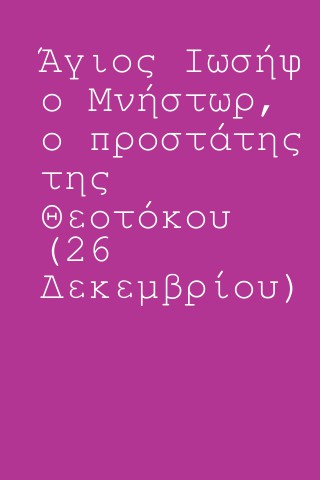 Άγιος Ιωσήφ
ο Μνήστωρ,
ο προστάτης
της
Θεοτόκου
(26
Δεκεμβρίου)